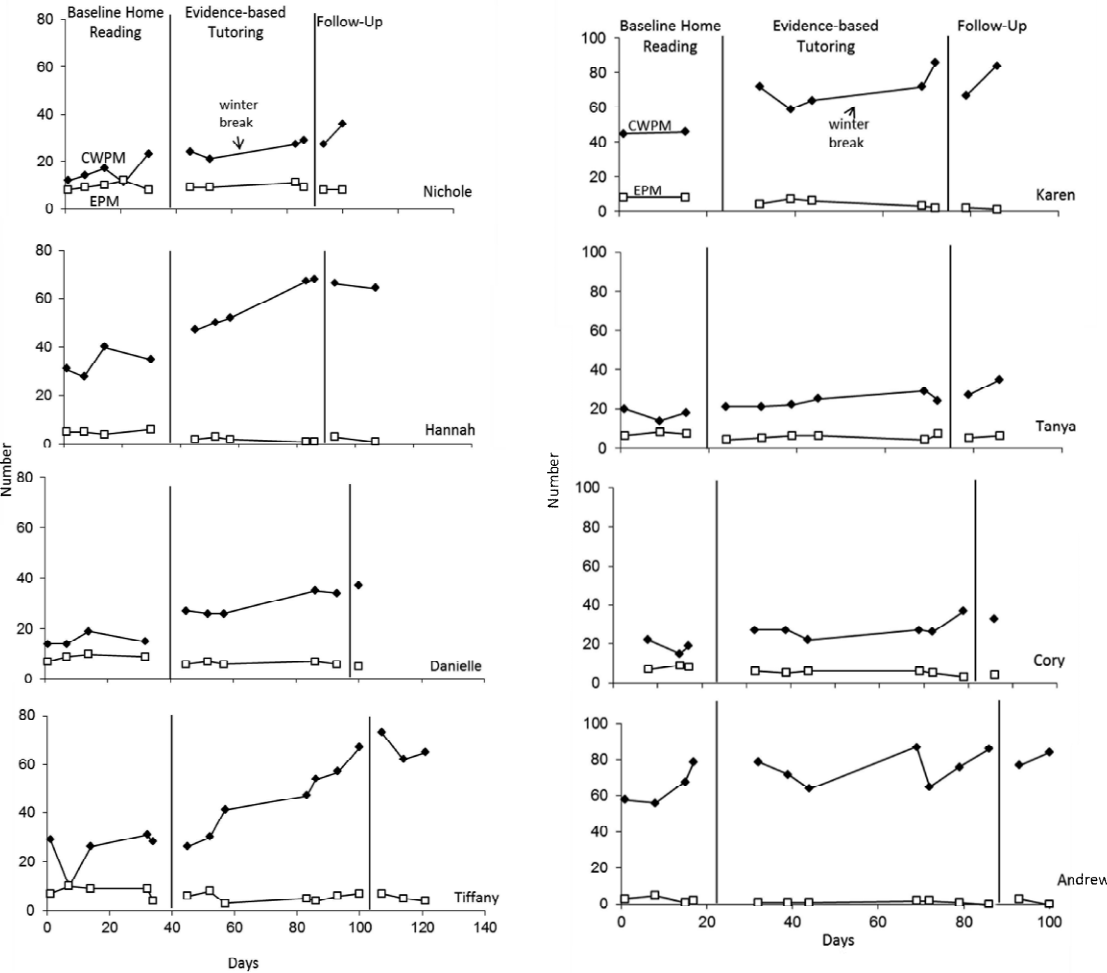 Baseline Home
Reading
Evidence-based
Tutoring
Follow-Up
80
60
40
20
0
winter
break
CWPM
EPM
Nichole
80
60
40
20
0
Hannah
Number
80
60
40
20
0
Danielle
80
60
40
20
0
Tiffany
0 20 40 60 80 100 120 140
Days
Baseline Home
Reading
Evidence-based
Tutoring
Follow-Up
100
80
60
40
20
0
CWPM
winter
break
EPM
Karen
100
80
60
40
20
0
Tanya
Number
100
80
60
40
20
0
Cory
100
80
60
40
20
0
Andrew
0 20 40 60 80 100
Days